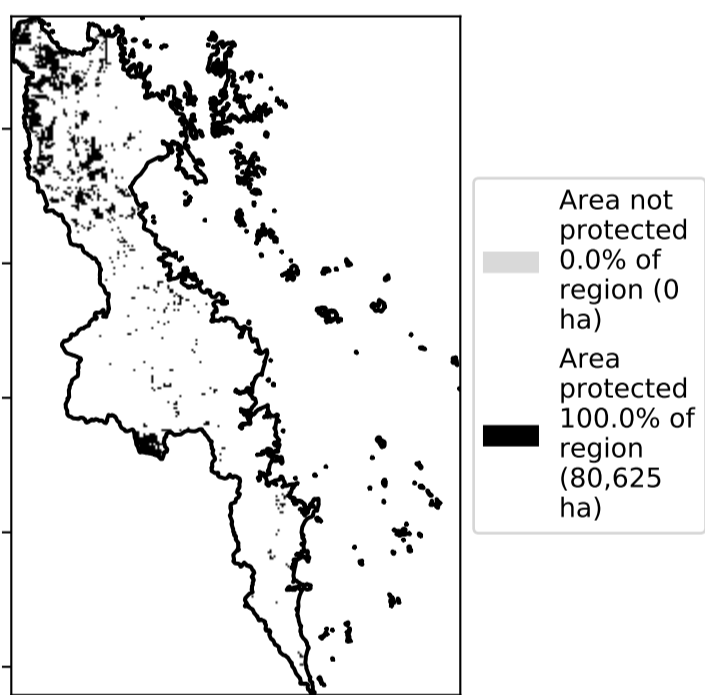 Area not
protected
0.0% of
region (0
ha)
Area
protected
100.0% of
region
(80,625
ha)